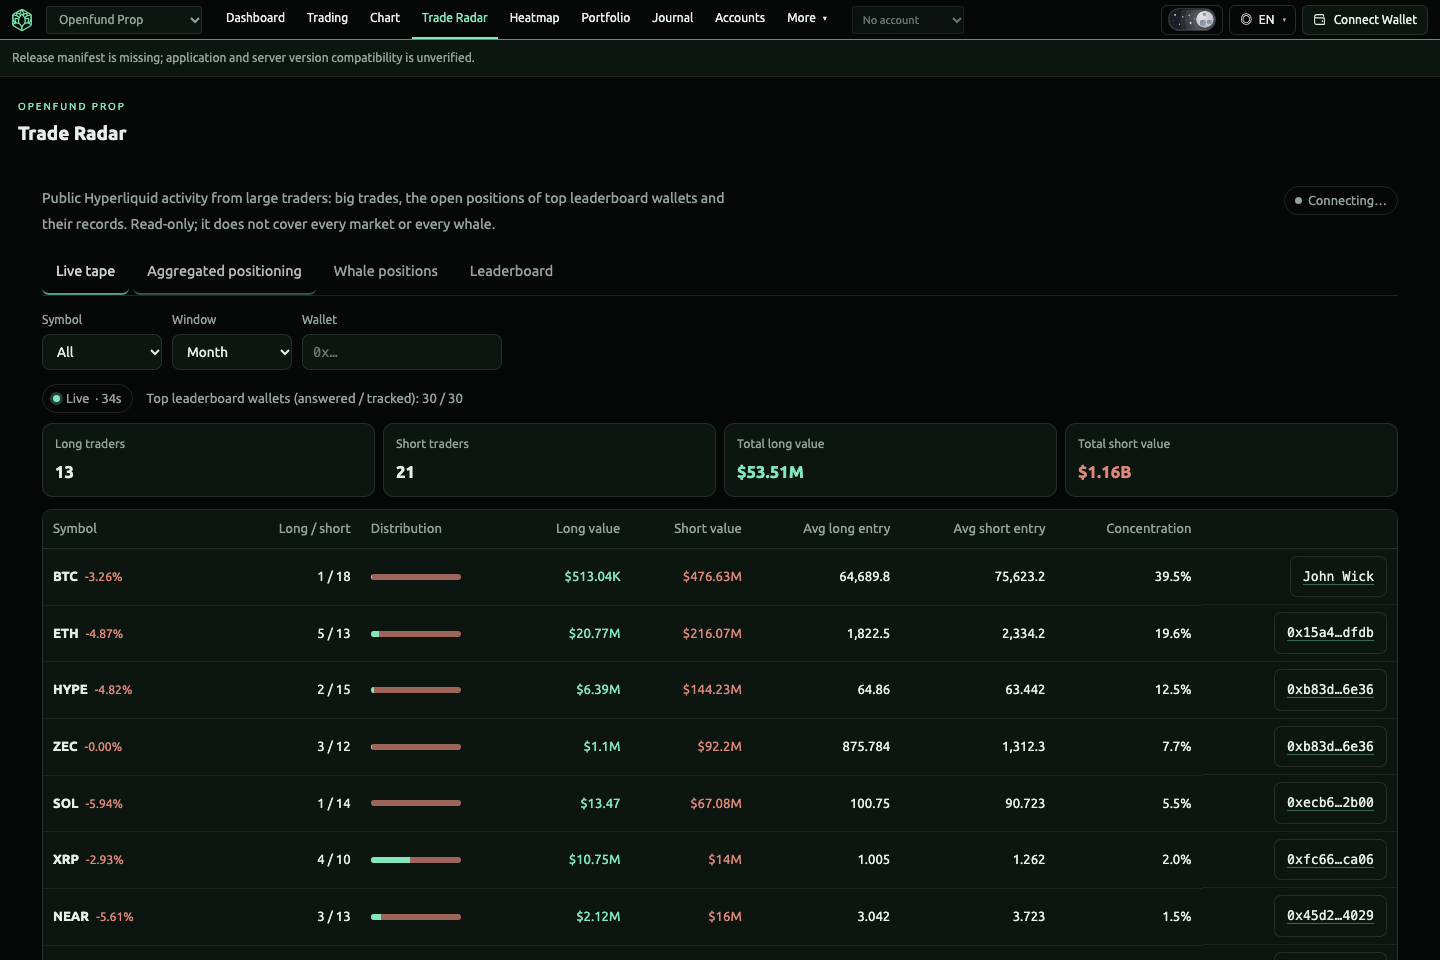 Openfund Prop Dashboard Trading Chart Trade Radar Heatmap Portfolio Journal Accounts More No account EN Connect Wallet
Release manifest is missing; application and server version compatibility is unverified.
OPENFUND PROP
Trade Radar
Public Hyperliquid activity from large traders: big trades, the open positions of top leaderboard wallets and
their records. Read-only; it does not cover every market or every whale.
Connecting…
Live tape Aggregated positioning Whale positions Leaderboard
Symbol Window Wallet
All Month 0x…
Live · 34s Top leaderboard wallets (answered / tracked): 30 / 30
Long traders Short traders Total long value Total short value
13 21 $53.51M $1.16B
Symbol Long / short Distribution Long value Short value Avg long entry Avg short entry Concentration
BTC -3.26% 1 / 18 $513.04K $476.63M 64,689.8 75,623.2 39.5% John Wick
ETH -4.87% 5 / 13 $20.77M $216.07M 1,822.5 2,334.2 19.6% 0x15a4…dfdb
HYPE -4.82% 2 / 15 $6.39M $144.23M 64.86 63.442 12.5% 0xb83d…6e36
ZEC -0.00% 3 / 12 $1.1M $92.2M 875.784 1,312.3 7.7% 0xb83d…6e36
SOL -5.94% 1 / 14 $13.47 $67.08M 100.75 90.723 5.5% 0xecb6…2b00
XRP -2.93% 4 / 10 $10.75M $14M 1.005 1.262 2.0% 0xfc66…ca06
NEAR -5.61% 3 / 13 $2.12M $16M 3.042 3.723 1.5% 0x45d2…4029